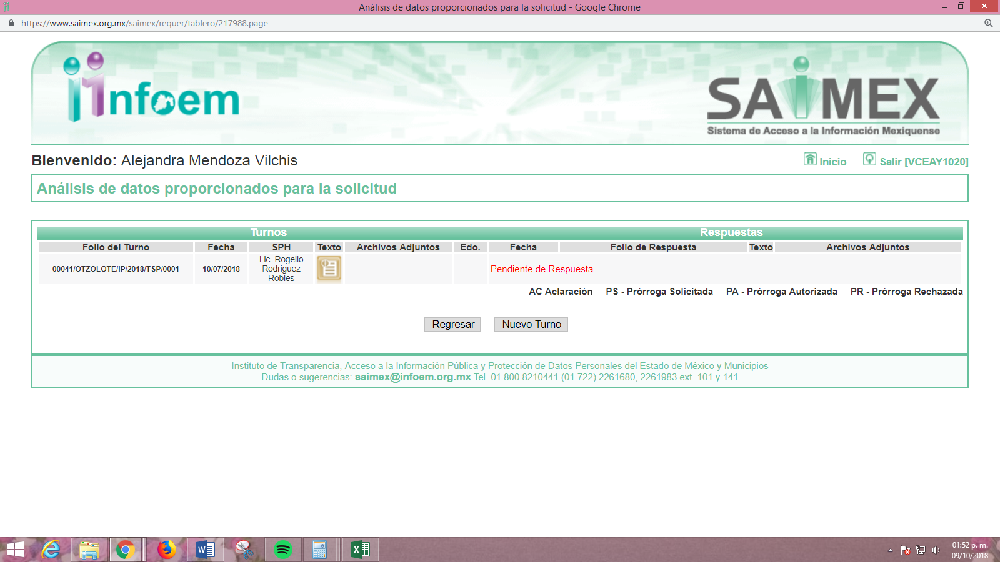 Análisis de datos proporcionados para la solicitud - Google Chrome
https://www.saimex.org.mx/saimex/requer/tablero/217988.page
infoem
SAIMEX
Sistema de Acceso a la Información Mexiquense
Bienvenido: Alejandra Mendoza Vilchis
Inicio Salir [VCEAY1020]
Análisis de datos proporcionados para la solicitud
Turnos Respuestas
Folio del Turno Fecha SPH Texto Archivos Adjuntos Edo. Fecha Folio de Respuesta Texto Archivos Adjuntos
00041/OTZOLOTE/IP/2018/TSP/0001 10/07/2018 Lic. Rogelio
Rodriguez
Robles
Pendiente de Respuesta
AC Aclaración PS - Prórroga Solicitada PA - Prórroga Autorizada PR - Prórroga Rechazada
Regresar Nuevo Turno
Instituto de Transparencia, Acceso a la Información Pública y Protección de Datos Personales del Estado de México y Municipios
Dudas o sugerencias: saimex@infoem.org.mx Tel. 01 800 8210441 (01 722) 2261680, 2261983 ext. 101 y 141
01:52 p. m.
09/10/2018